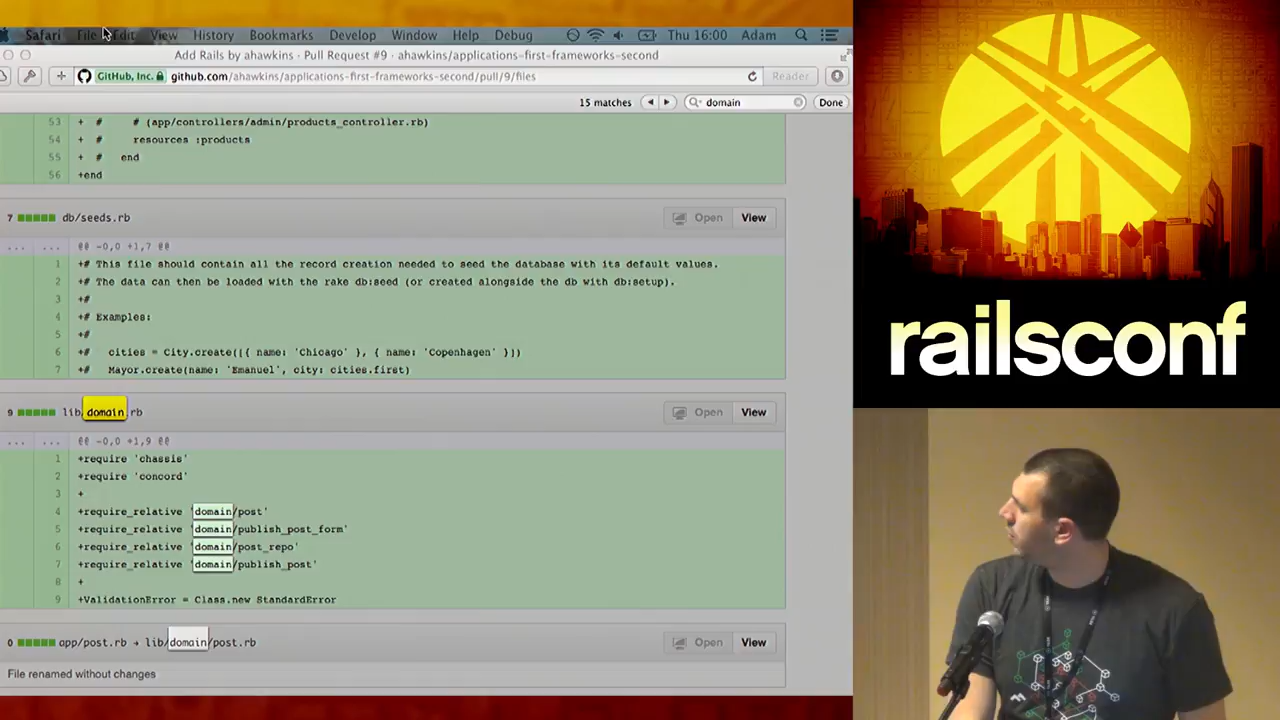 Safari File Edit View History Bookmarks Develop Window Help Debug Thu 16:00 Adam
Add Rails by ahawkins · Pull Request #9 · ahawkins/applications-first-frameworks-second
GitHub, Inc. github.com/ahawkins/applications-first-frameworks-second/pull/9/files Reader
15 matches domain Done
53 + # # (app/controllers/admin/products_controller.rb)
54 + # resources :products
55 + # end
56 +end
7 db/seeds.rb Open View
... ... @@ -0,0 +1,7 @@
1 +# This file should contain all the record creation needed to seed the database with its default values.
2 +# The data can then be loaded with the rake db:seed (or created alongside the db with db:setup).
3 +#
4 +# Examples:
5 +#
6 +# cities = City.create([{ name: 'Chicago' }, { name: 'Copenhagen' }])
7 +# Mayor.create(name: 'Emanuel', city: cities.first)
9 lib/domain.rb Open View
... ... @@ -0,0 +1,9 @@
1 +require 'chassis'
2 +require 'concord'
3 +
4 +require_relative 'domain/post'
5 +require_relative 'domain/publish_post_form'
6 +require_relative 'domain/post_repo'
7 +require_relative 'domain/publish_post'
8 +
9 +ValidationError = Class.new StandardError
0 app/post.rb → lib/domain/post.rb Open View
File renamed without changes
railsconf